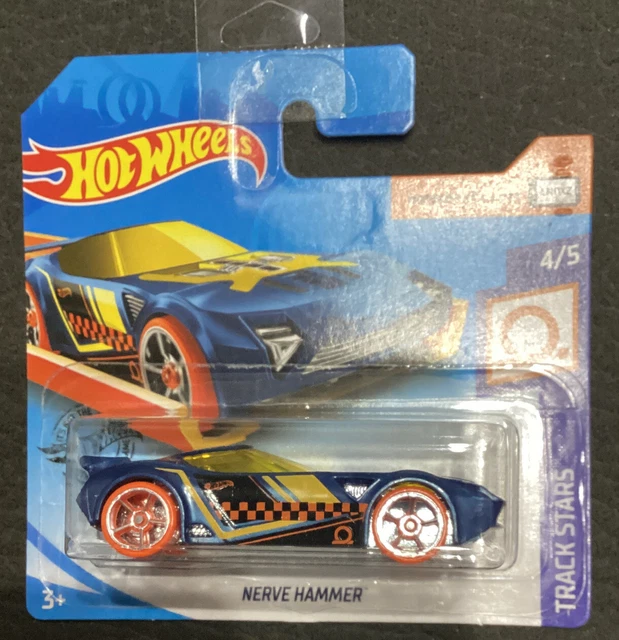 HOT WHEELS
4/5
TRACK STARS
NERVE HAMMER
3+